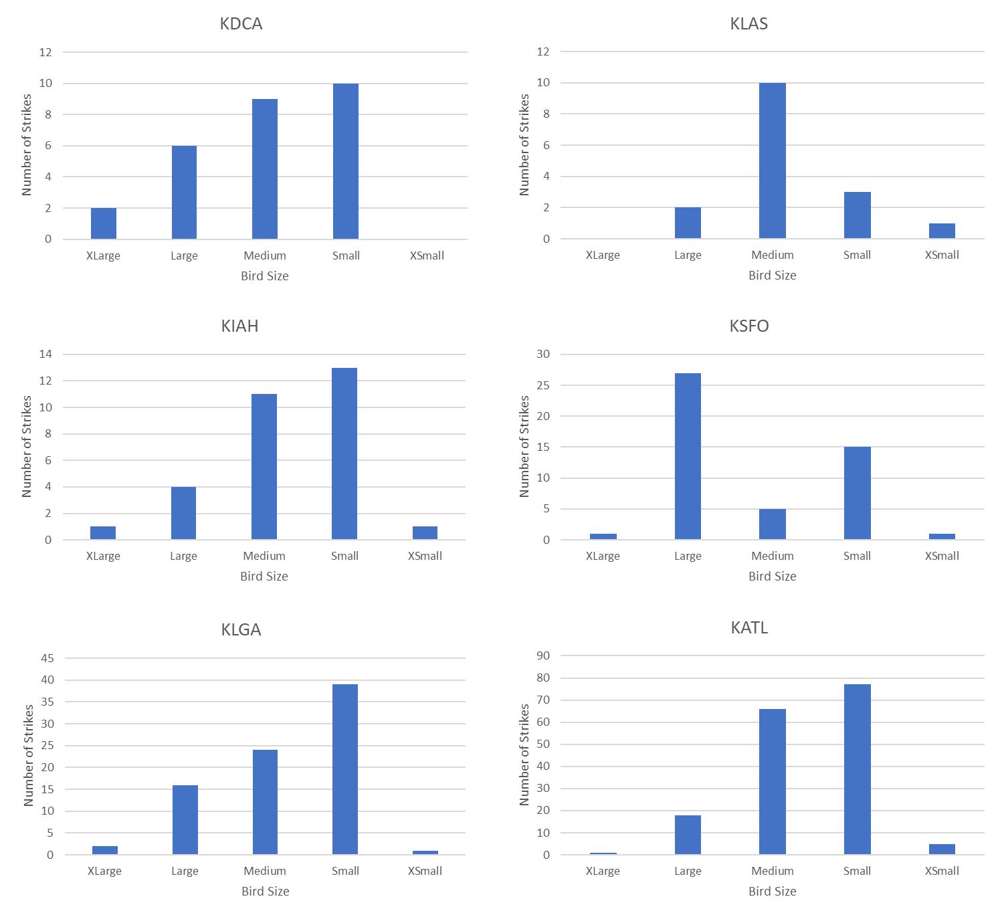 KDCA
12
10
8
6
4
2
0
Number of Strikes
XLarge Large Medium Small XSmall
Bird Size
KLAS
12
10
8
6
4
2
0
Number of Strikes
XLarge Large Medium Small XSmall
Bird Size
KIAH
14
12
10
8
6
4
2
0
Number of Strikes
XLarge Large Medium Small XSmall
Bird Size
KSFO
30
25
20
15
10
5
0
Number of Strikes
XLarge Large Medium Small XSmall
Bird Size
KLGA
45
40
35
30
25
20
15
10
5
0
Number of Strikes
XLarge Large Medium Small XSmall
Bird Size
KATL
90
80
70
60
50
40
30
20
10
0
Number of Strikes
XLarge Large Medium Small XSmall
Bird Size